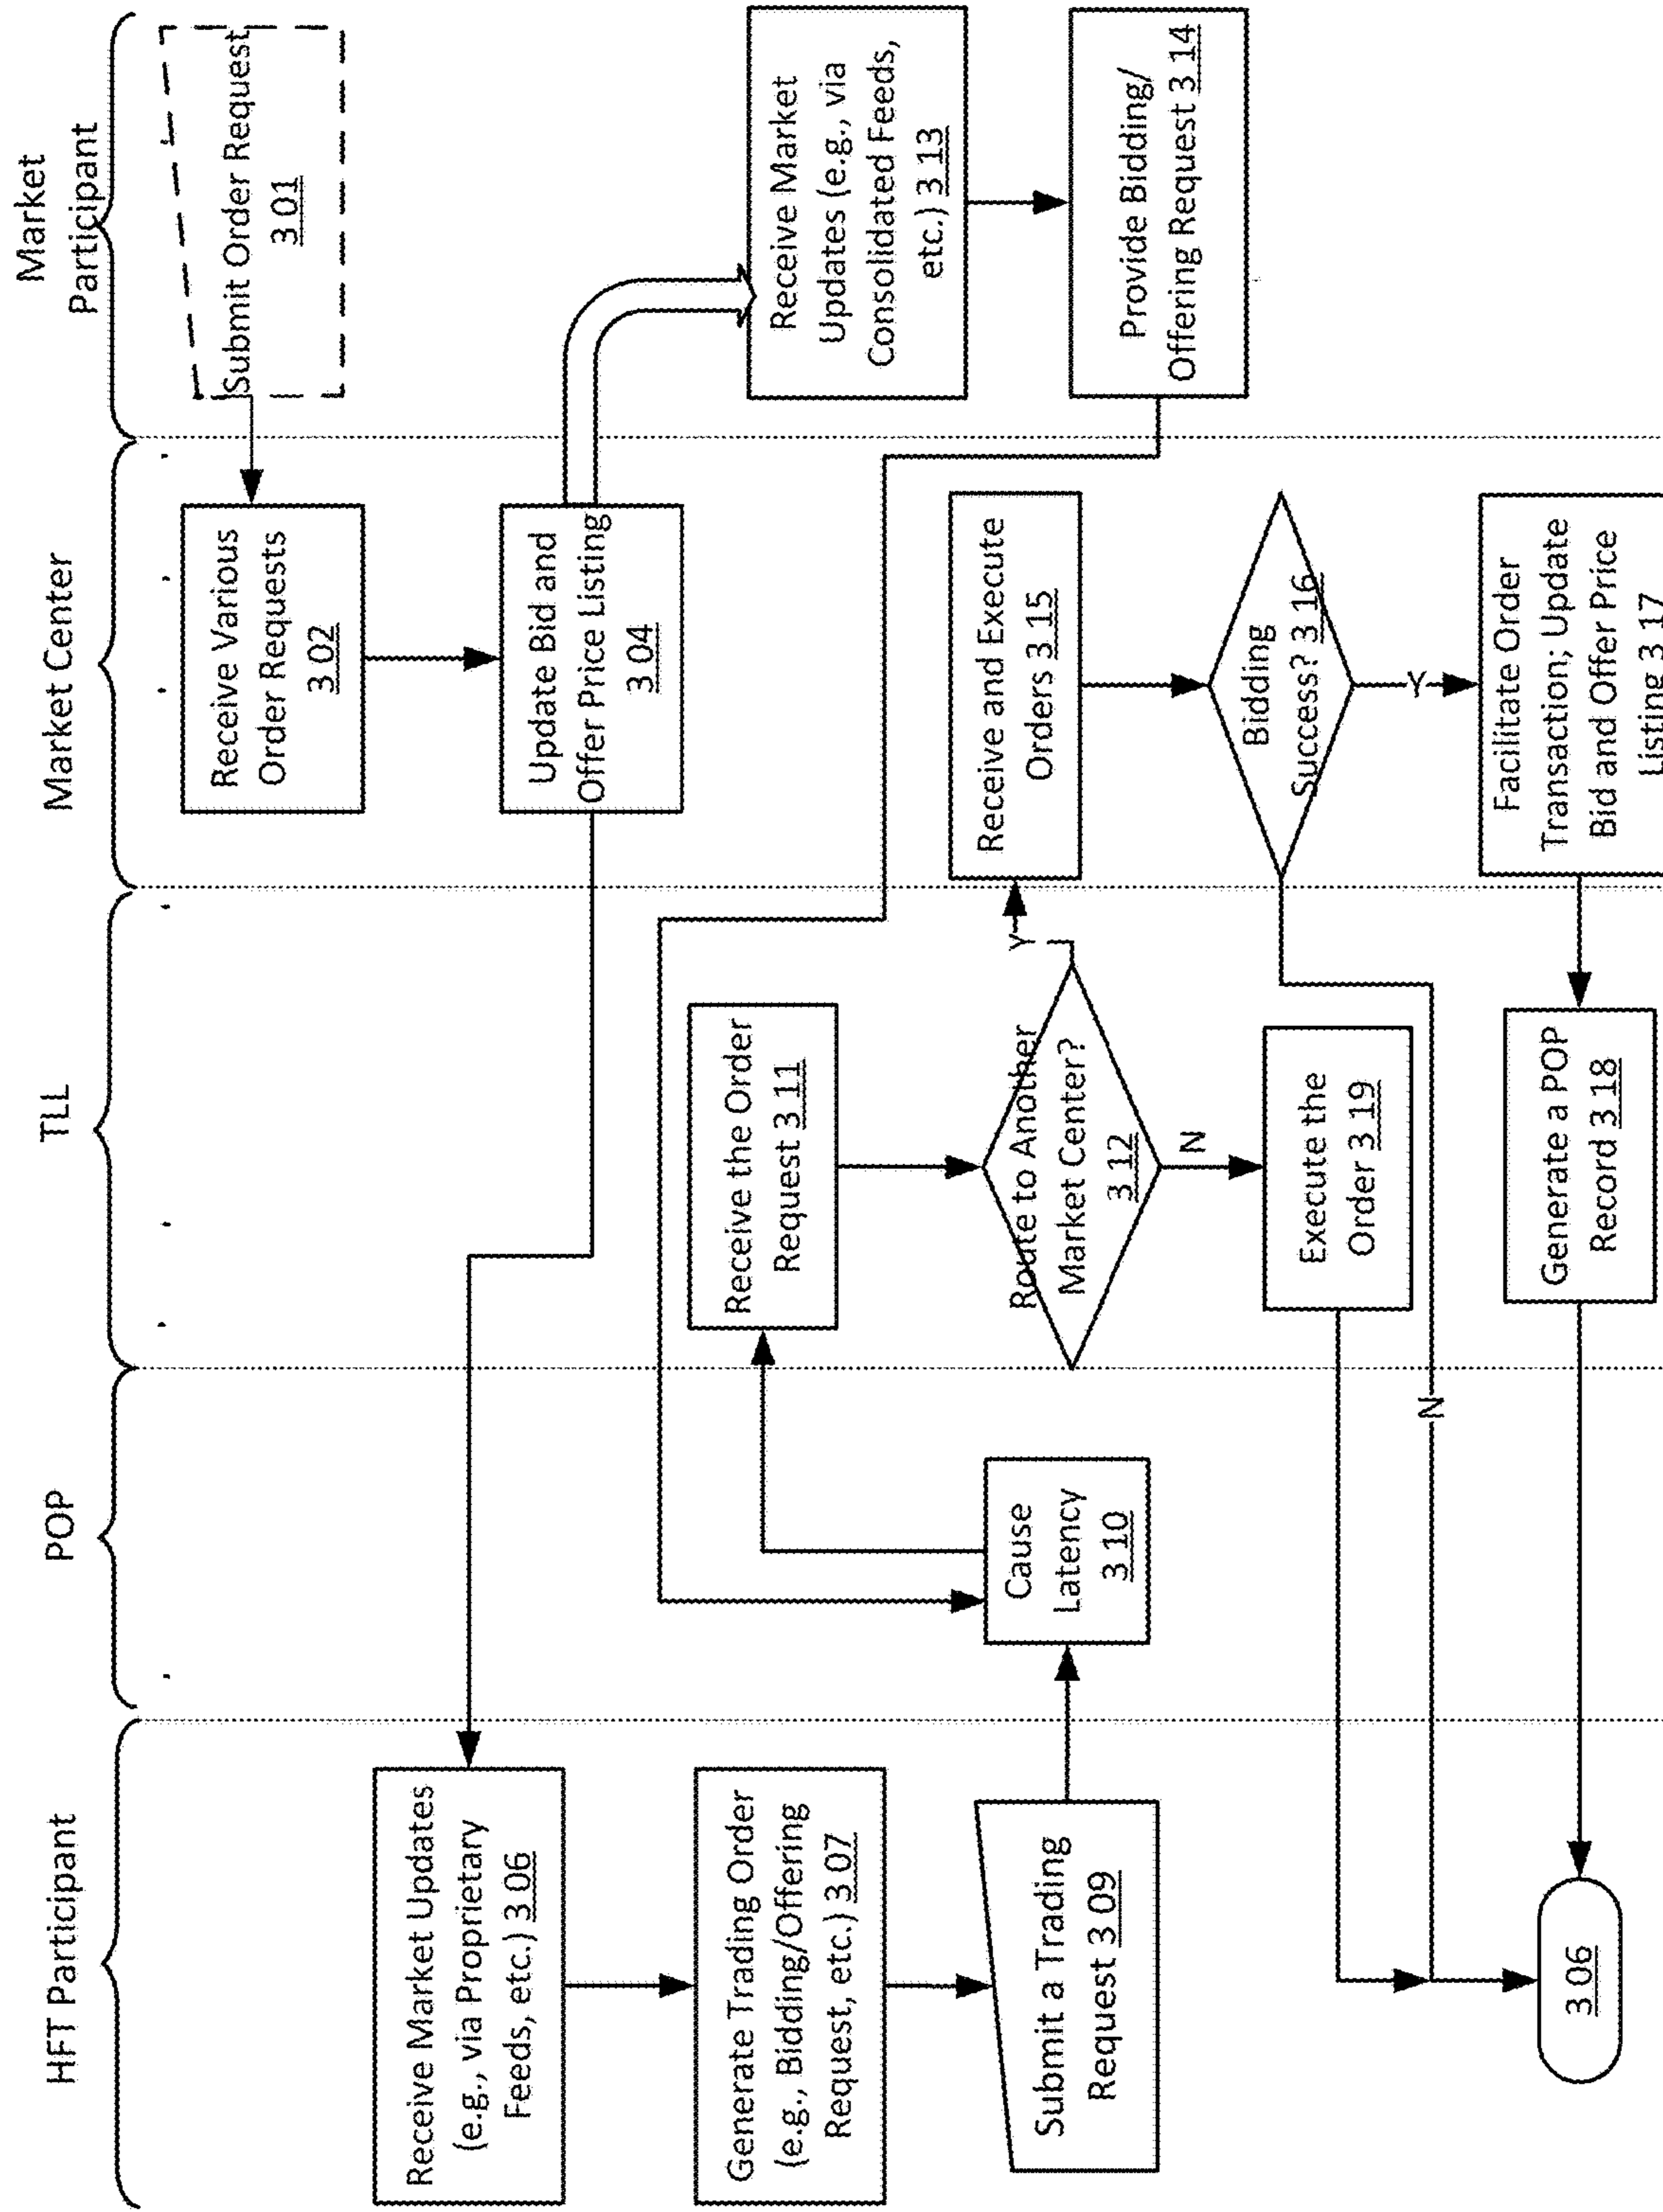 HFT Participant
POP
TLL
Market Center
Market
Participant
Submit Order Request
3 01
Receive Various
Order Requests
3 02
Update Bid and
Offer Price Listing
3 04
Receive Market Updates
(e.g., via Proprietary
Feeds, etc.) 3 06
Generate Trading Order
(e.g., Bidding/Offering
Request, etc.) 3 07
Submit a Trading
Request 3 09
Cause
Latency
3 10
Receive the Order
Request 3 11
Route to Another
Market Center?
3 12
Y
N
Receive Market
Updates (e.g., via
Consolidated Feeds,
etc.) 3 13
Provide Bidding/
Offering Request 3 14
Receive and Execute
Orders 3 15
Bidding
Success? 3 16
Y
N
Facilitate Order
Transaction; Update
Bid and Offer Price
Listing 3 17
Generate a POP
Record 3 18
Execute the
Order 3 19
3 06